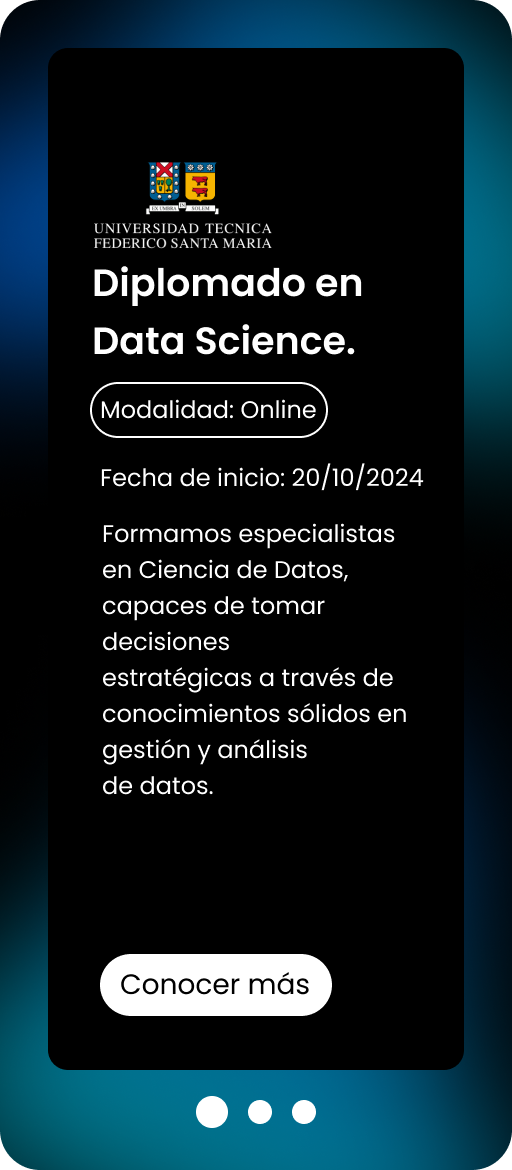 EX UMBRA IN SOLEM
UNIVERSIDAD TECNICA
FEDERICO SANTA MARIA
Diplomado en
Data Science.
Modalidad: Online
Fecha de inicio: 20/10/2024
Formamos especialistas
en Ciencia de Datos,
capaces de tomar
decisiones
estratégicas a través de
conocimientos sólidos en
gestión y análisis
de datos.
Conocer más